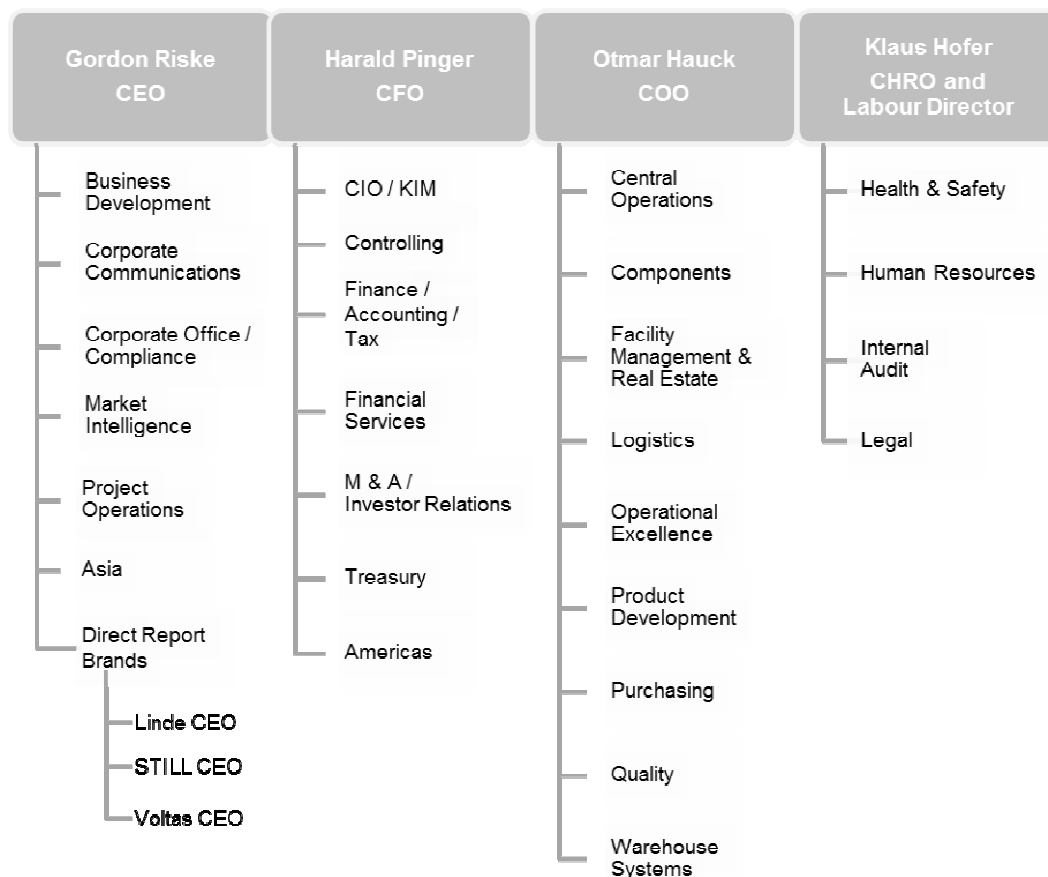 Gordon Riske
CEO
Business
Development
Corporate
Communications
Corporate Office /
Compliance
Market
Intelligence
Project
Operations
Asia
Direct Report
Brands
Linde CEO
STILL CEO
Voltas CEO
Harald Pinger
CFO
CIO / KIM
Controlling
Finance /
Accounting /
Tax
Financial
Services
M & A /
Investor Relations
Treasury
Americas
Otmar Hauck
COO
Central
Operations
Components
Facility
Management &
Real Estate
Logistics
Operational
Excellence
Product
Development
Purchasing
Quality
Warehouse
Systems
Klaus Hofer
CHRO and
Labour Director
Health & Safety
Human Resources
Internal
Audit
Legal